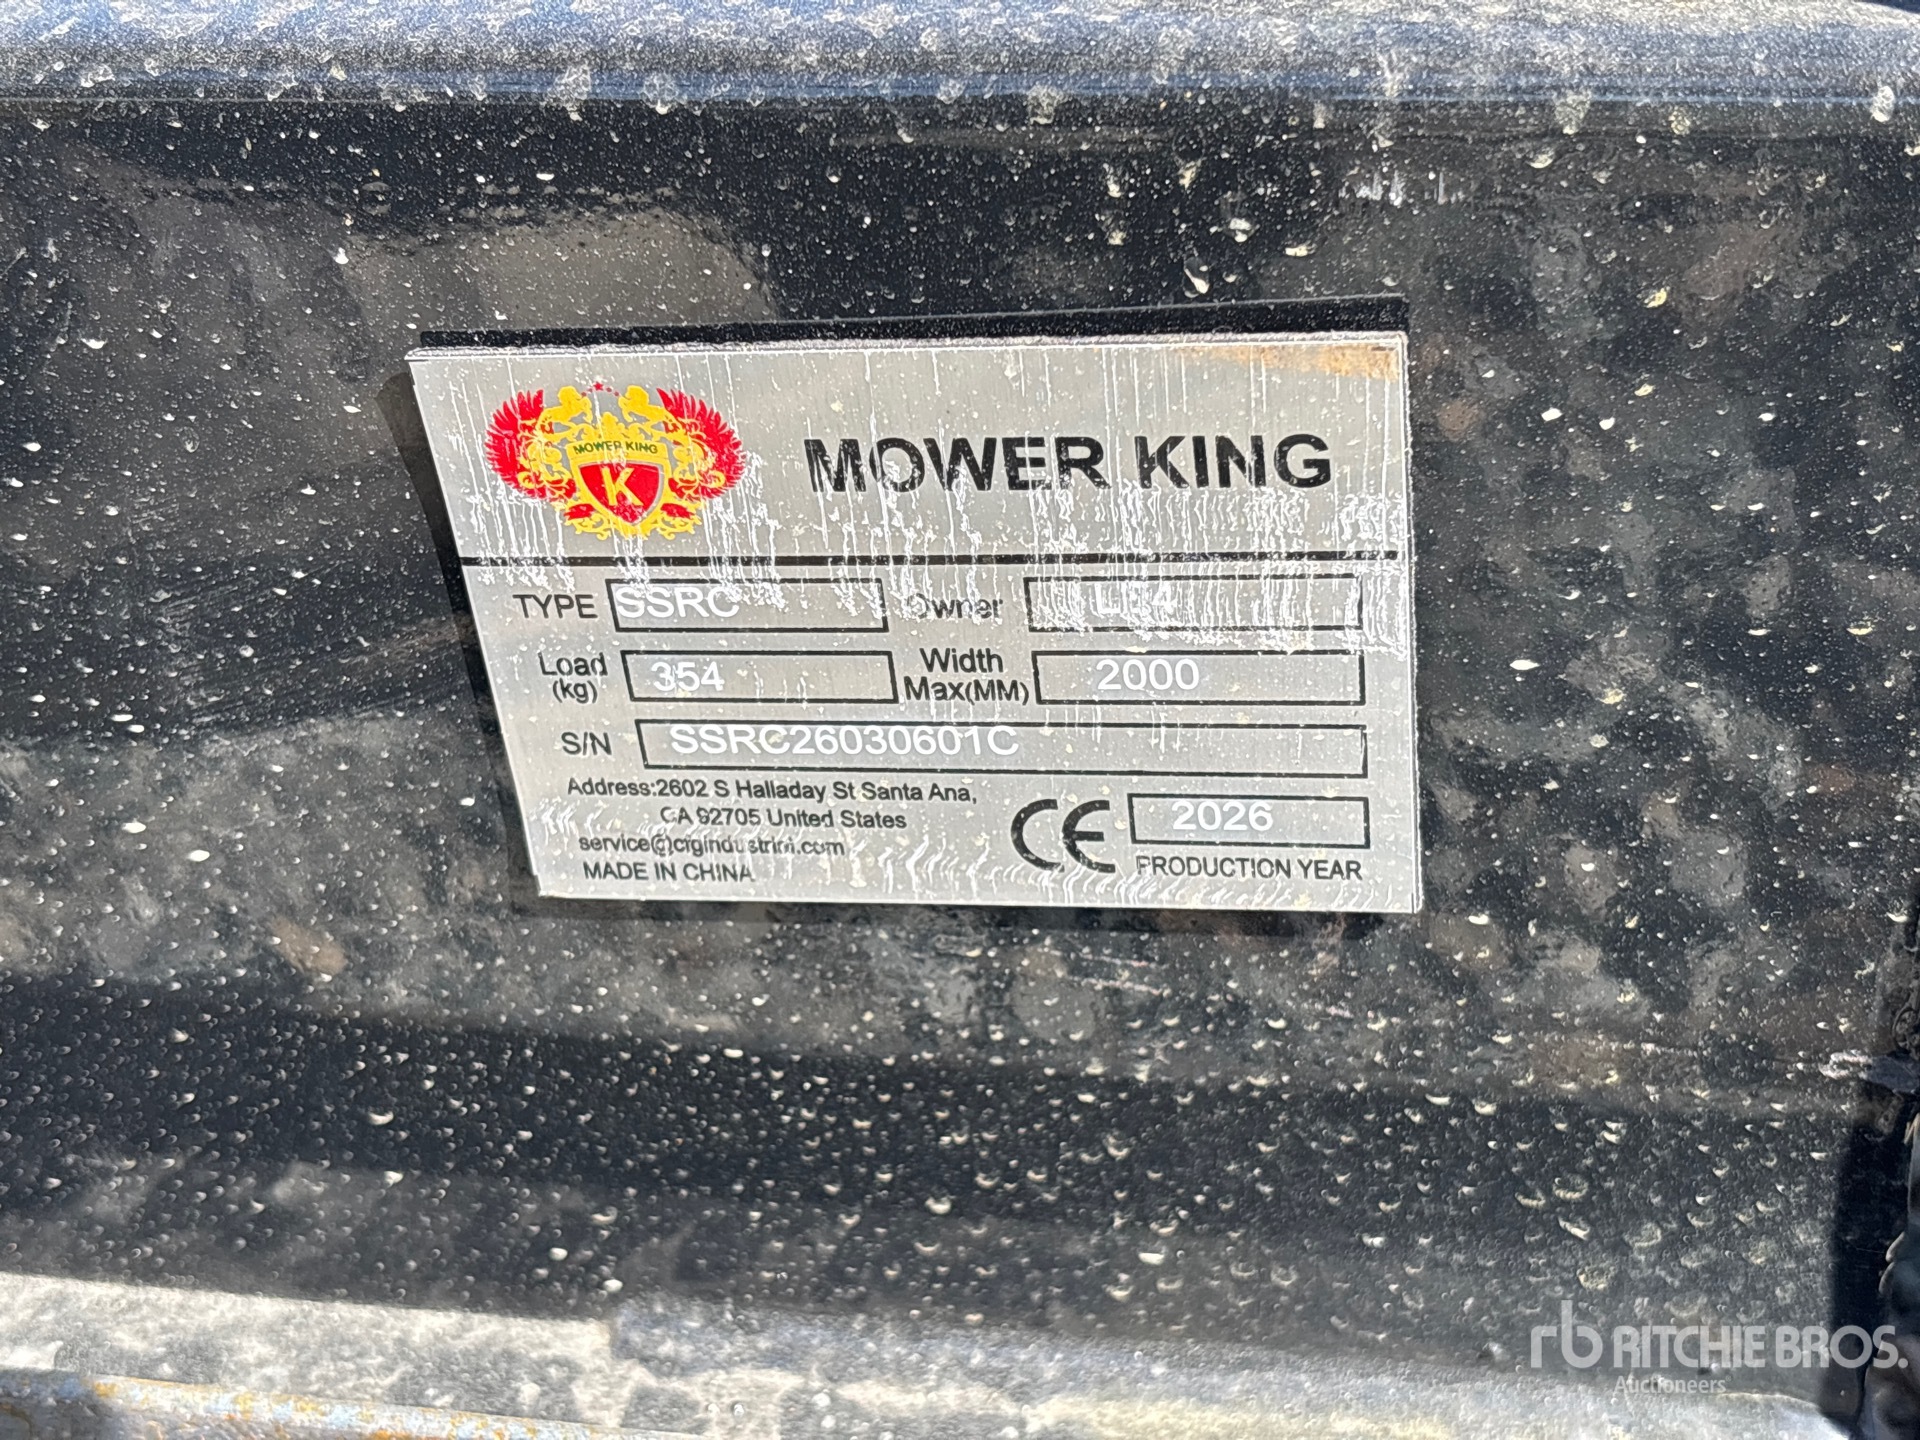 MOWER KING
K
MOWER KING
TYPE SSRC Owner
Load (kg) 354 Width Max(MM) 2000
S/N SSRC26030601C
Address:2602 S Halladay St Santa Ana,
CA 92705 United States
MADE IN CHINA
CE 2026
PRODUCTION YEAR
rb RITCHIE BROS.
Auctioneers